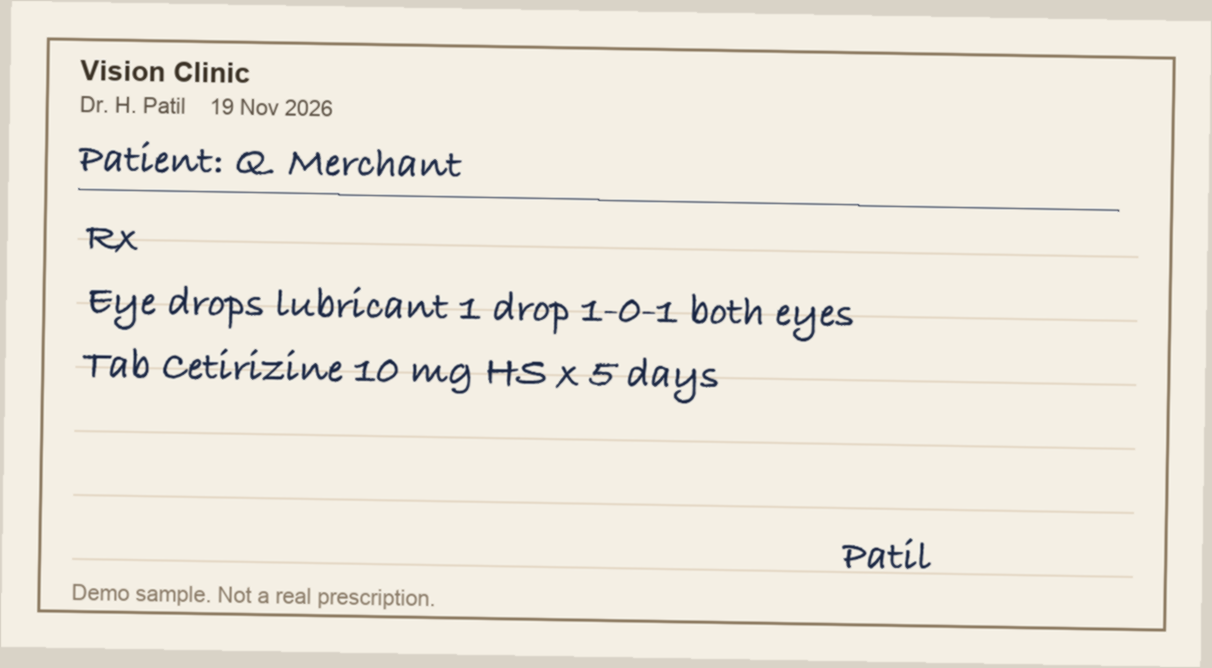 Vision Clinic
Dr. H. Patil 19 Nov 2026
Patient: Q. Merchant
Rx
Eye drops lubricant 1 drop 1-0-1 both eyes
Tab Cetirizine 10 mg HS x 5 days
Patil
Demo sample. Not a real prescription.